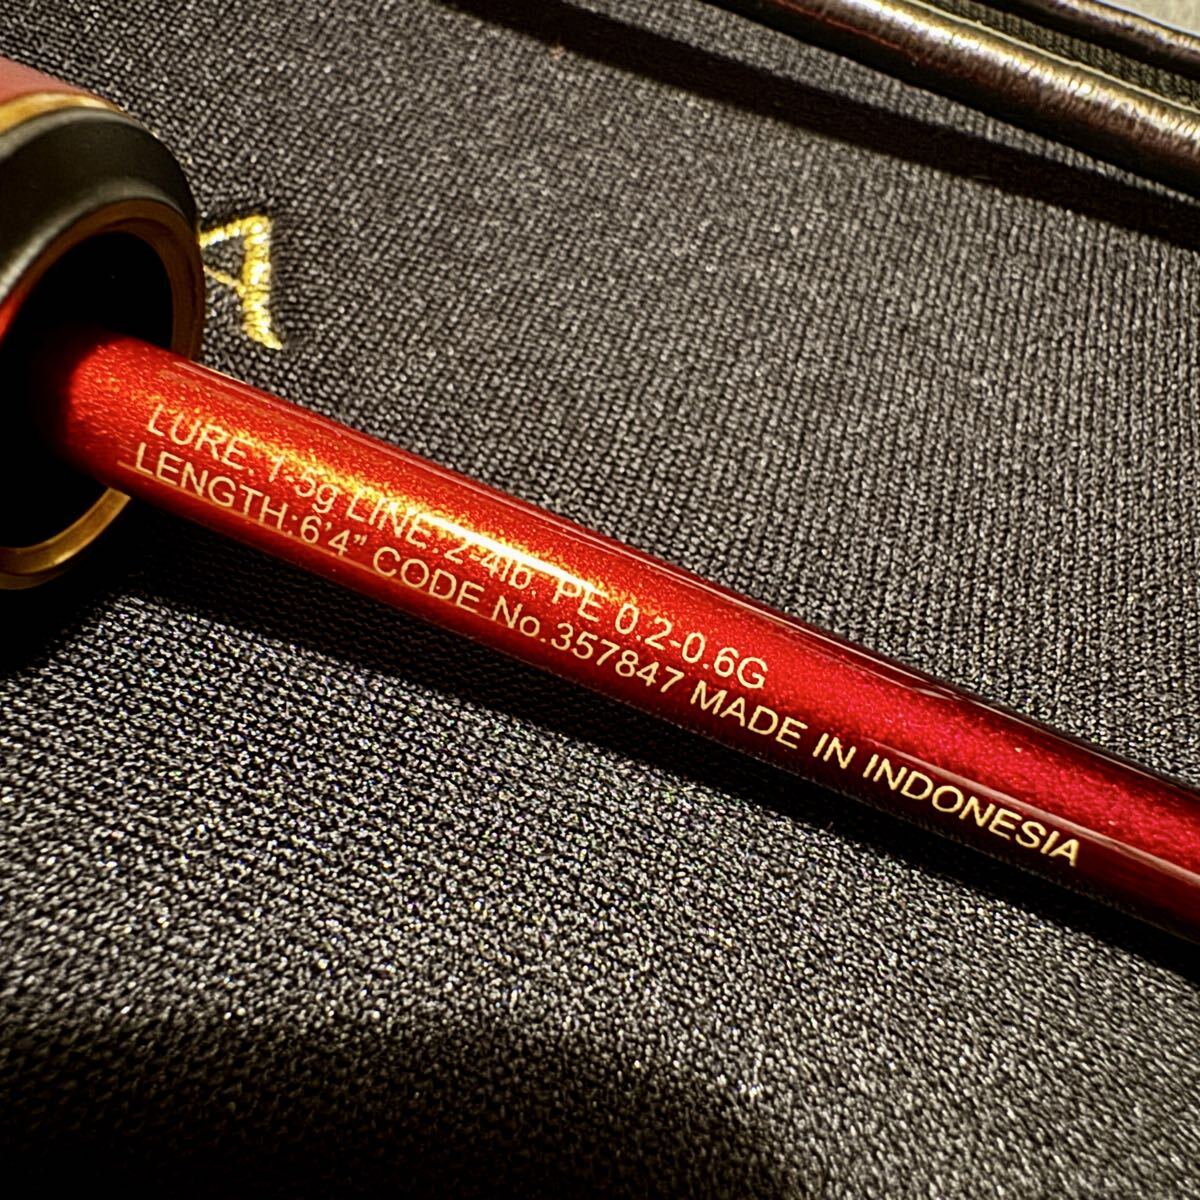 A
LURE: 1-5g LINE: 2-4lb. PE 0.2-0.6G
LENGTH:6'4" CODE No.357847 MADE IN INDONESIA